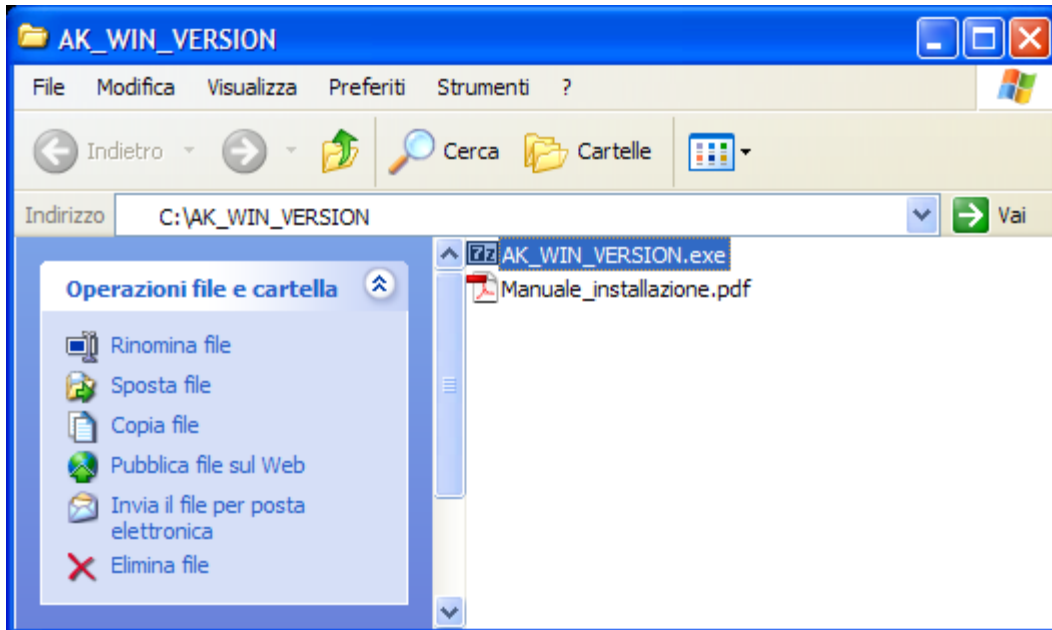 AK_WIN_VERSION
File Modifica Visualizza Preferiti Strumenti ?
Indietro Cerca Cartelle
Indirizzo C:\AK_WIN_VERSION Vai
Operazioni file e cartella
Rinomina file
Sposta file
Copia file
Pubblica file sul Web
Invia il file per posta
elettronica
Elimina file
7z AK_WIN_VERSION.exe
Manuale_installazione.pdf